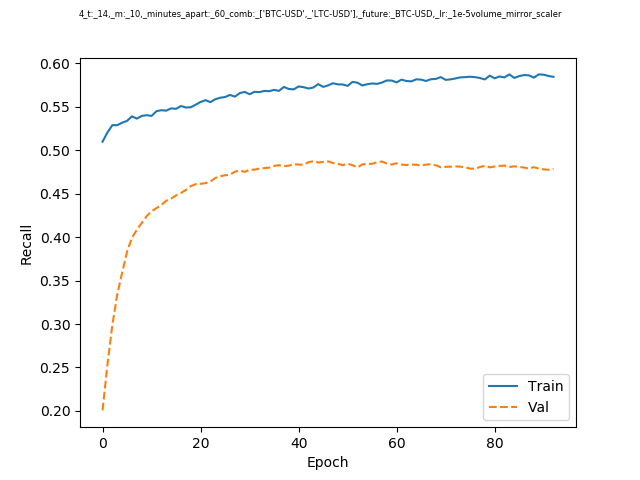 4_t:_14,_m:_10,_minutes_apart:_60_comb:_['BTC-USD',_'LTC-USD'],_future:_BTC-USD,_lr:_1e-5volume_mirror_scaler
0.60
0.55
0.50
0.45
0.40
0.35
0.30
0.25
0.20
Recall
0 20 40 60 80
Epoch
Train
Val